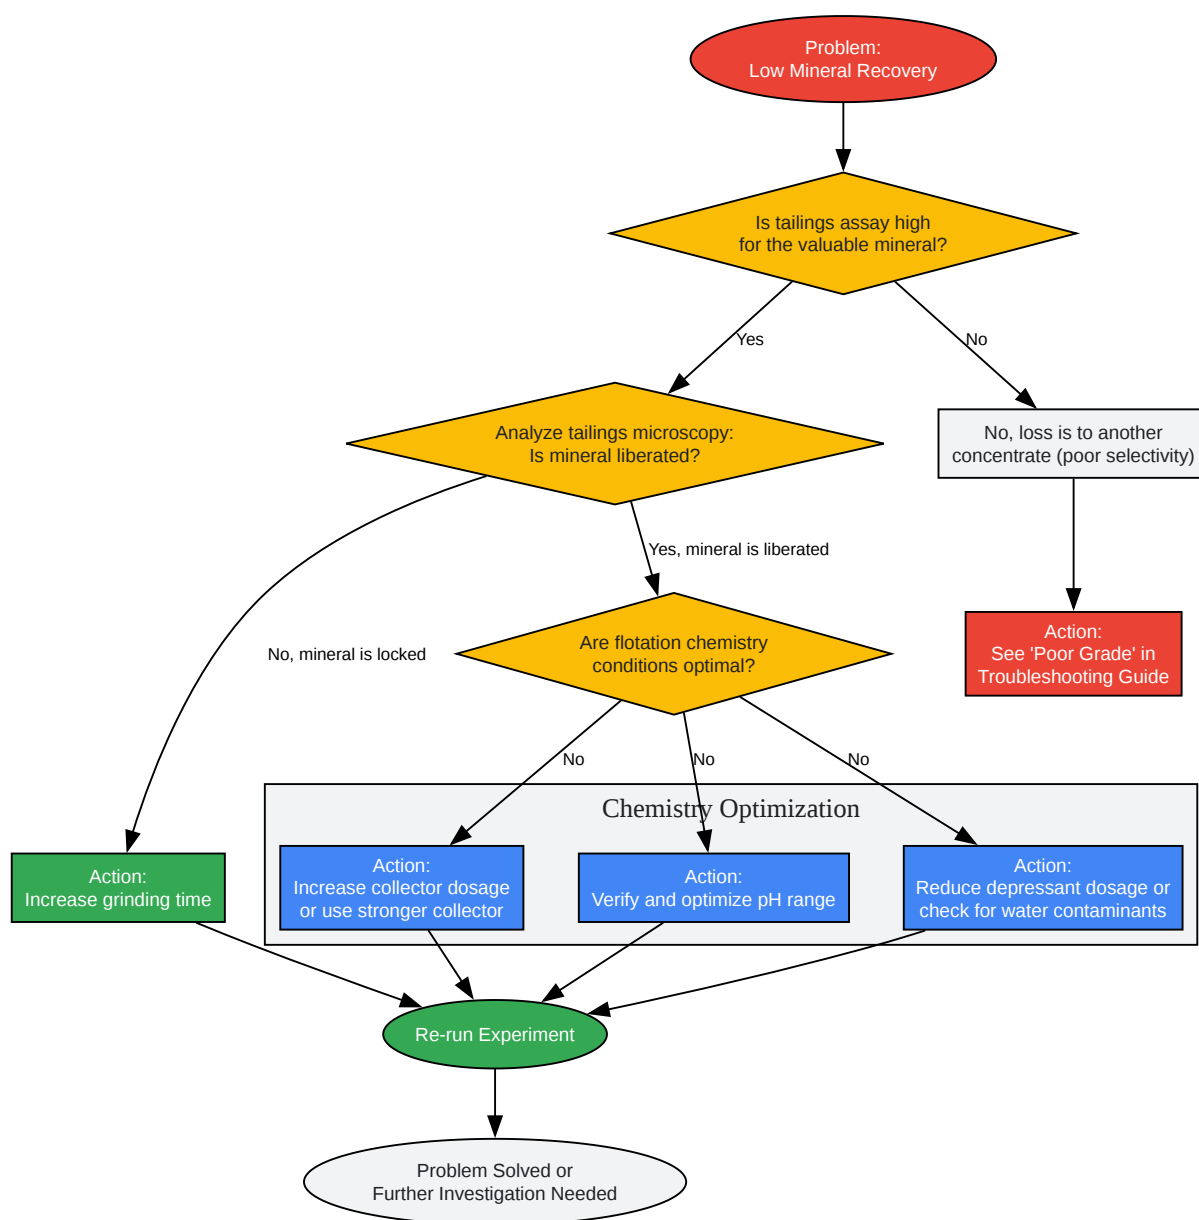 Problem:
Low Mineral Recovery
Is tailings assay high
for the valuable mineral?
Yes
No
Analyze tailings microscopy:
Is mineral liberated?
No, loss is to another
concentrate (poor selectivity)
Yes, mineral is liberated
No, mineral is locked
Are flotation chemistry
conditions optimal?
Action:
See 'Poor Grade' in
Troubleshooting Guide
No
No
No
Chemistry Optimization
Action:
Increase grinding time
Action:
Increase collector dosage
or use stronger collector
Action:
Verify and optimize pH range
Action:
Reduce depressant dosage or
check for water contaminants
Re-run Experiment
Problem Solved or
Further Investigation Needed